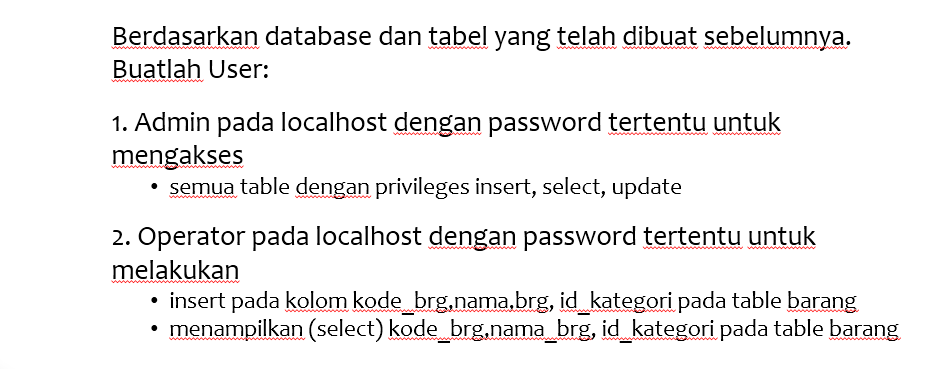 Berdasarkan database dan tabel yang telah dibuat sebelumnya.
Buatlah User:
1. Admin pada localhost dengan password tertentu untuk
mengakses
• semua table dengan privileges insert, select, update
2. Operator pada localhost dengan password tertentu untuk
melakukan
• insert pada kolom kode_brg,nama,brg, id_kategori pada table barang
• menampilkan (select) kode_brg,nama_brg, id_kategori pada table barang